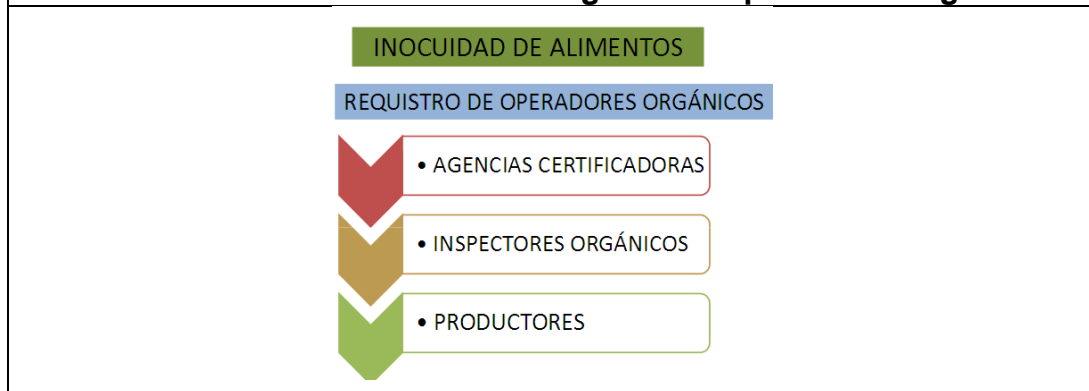 INOCUIDAD DE ALIMENTOS
REQUISTRO DE OPERADORES ORGÁNICOS
• AGENCIAS CERTIFICADORAS
• INSPECTORES ORGÁNICOS
• PRODUCTORES